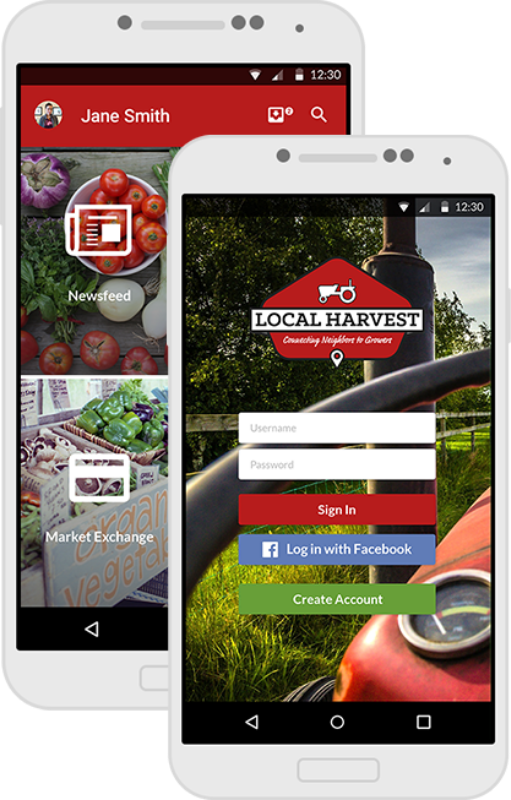 12:30
Jane Smith
2
Newsfeed
Market Exchange
organ
vegeta
12:30
LOCAL HARVEST
Connecting Neighbors to Growers
Username
Password
Sign In
Log in with Facebook
Create Account